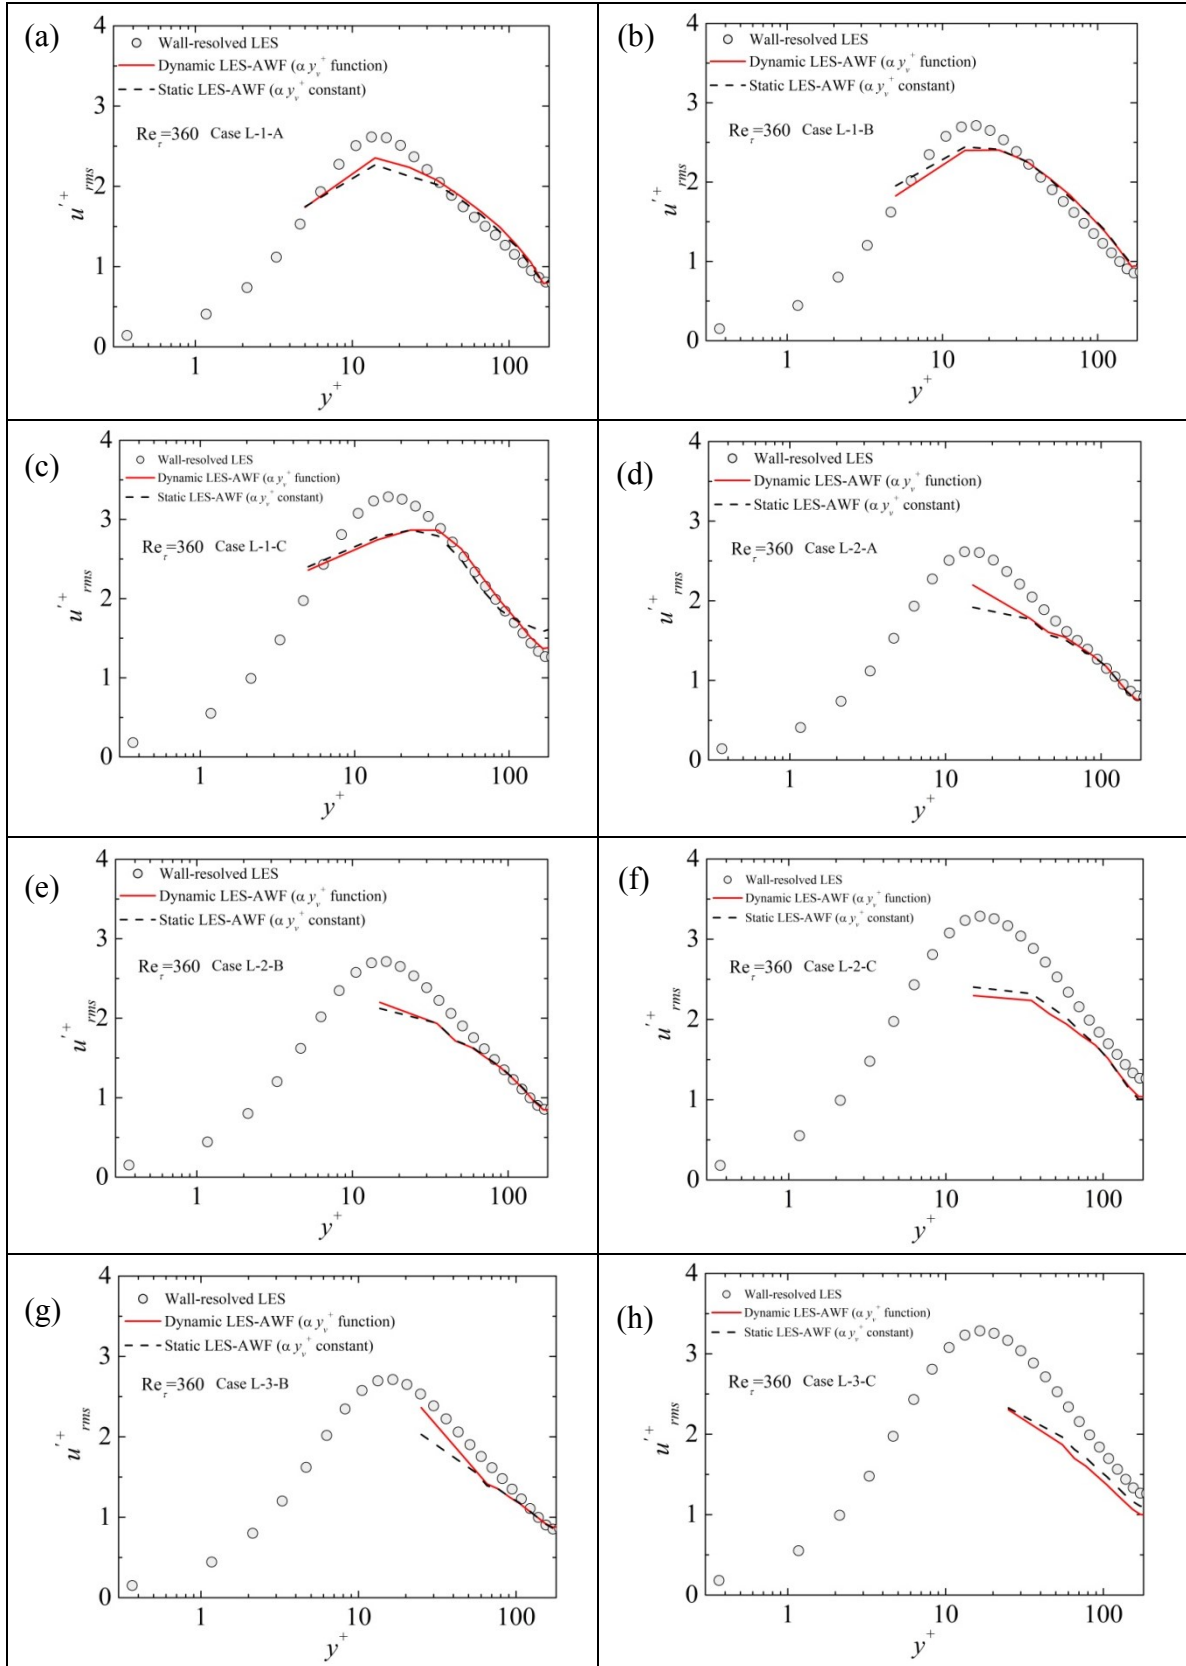 (a)
Wall-resolved LES
Dynamic LES-AWF (α y_v^+ function)
Static LES-AWF (α y_v^+ constant)
Re_τ=360 Case L-1-A
u'^+_rms
4
3
2
1
0
1 10 100
y^+
(b)
Wall-resolved LES
Dynamic LES-AWF (α y_v^+ function)
Static LES-AWF (α y_v^+ constant)
Re_τ=360 Case L-1-B
u'^+_rms
4
3
2
1
0
1 10 100
y^+
(c)
Wall-resolved LES
Dynamic LES-AWF (α y_v^+ function)
Static LES-AWF (α y_v^+ constant)
Re_τ=360 Case L-1-C
u'^+_rms
4
3
2
1
0
1 10 100
y^+
(d)
Wall-resolved LES
Dynamic LES-AWF (α y_v^+ function)
Static LES-AWF (α y_v^+ constant)
Re_τ=360 Case L-2-A
u'^+_rms
4
3
2
1
0
1 10 100
y^+
(e)
Wall-resolved LES
Dynamic LES-AWF (α y_v^+ function)
Static LES-AWF (α y_v^+ constant)
Re_τ=360 Case L-2-B
u'^+_rms
4
3
2
1
0
1 10 100
y^+
(f)
Wall-resolved LES
Dynamic LES-AWF (α y_v^+ function)
Static LES-AWF (α y_v^+ constant)
Re_τ=360 Case L-2-C
u'^+_rms
4
3
2
1
0
1 10 100
y^+
(g)
Wall-resolved LES
Dynamic LES-AWF (α y_v^+ function)
Static LES-AWF (α y_v^+ constant)
Re_τ=360 Case L-3-B
u'^+_rms
4
3
2
1
0
1 10 100
y^+
(h)
Wall-resolved LES
Dynamic LES-AWF (α y_v^+ function)
Static LES-AWF (α y_v^+ constant)
Re_τ=360 Case L-3-C
u'^+_rms
4
3
2
1
0
1 10 100
y^+